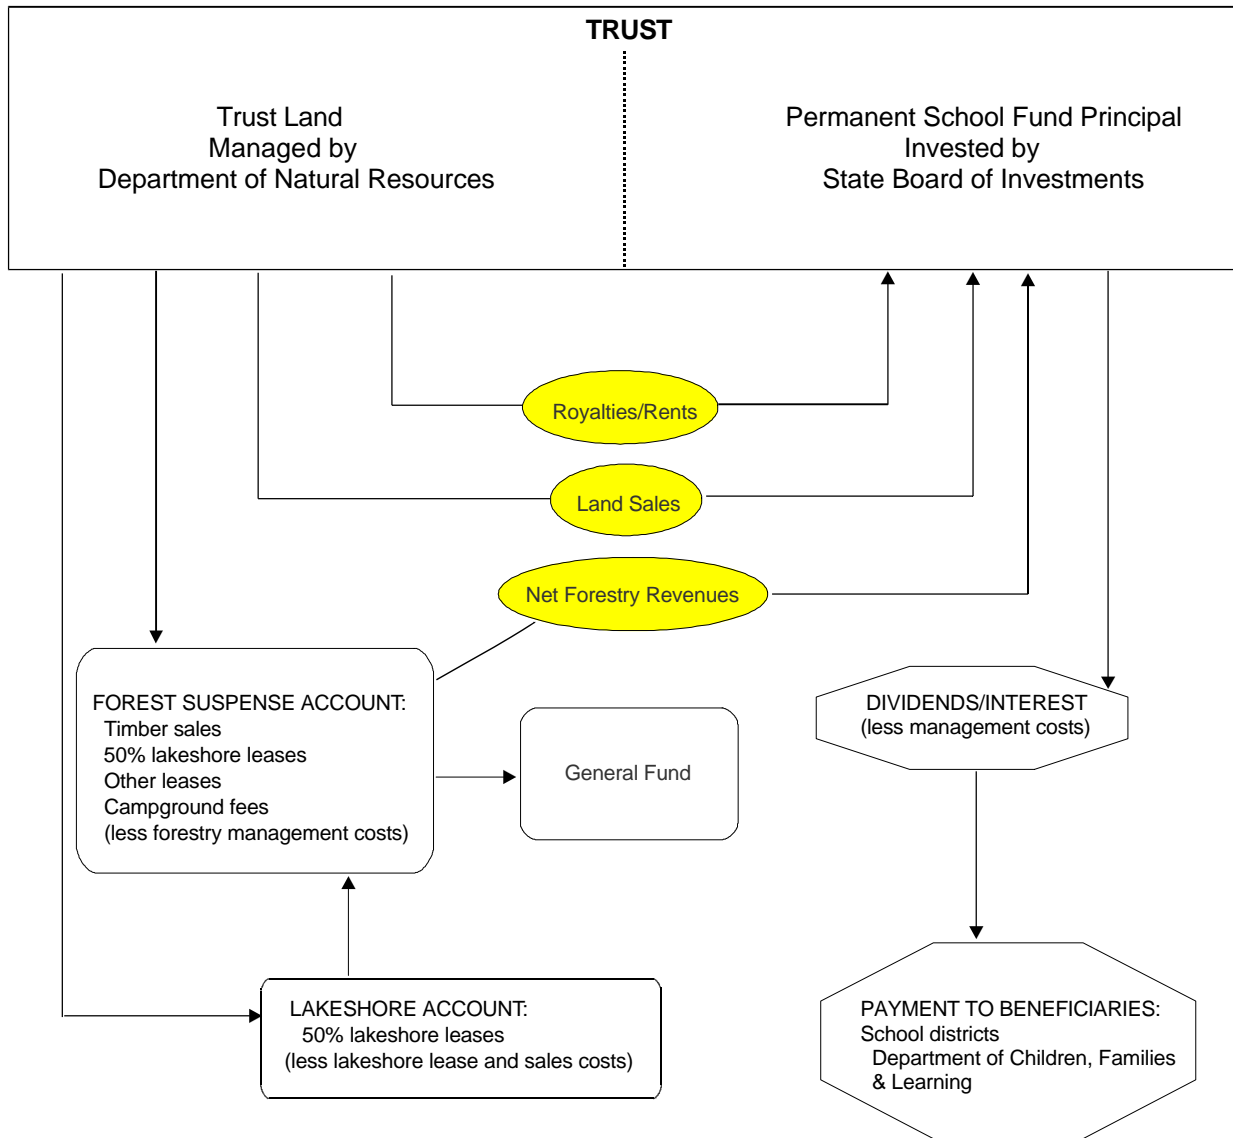 TRUST
Trust Land
Managed by
Department of Natural Resources
Permanent School Fund Principal
Invested by
State Board of Investments
Royalties/Rents
Land Sales
Net Forestry Revenues
FOREST SUSPENSE ACCOUNT:
Timber sales
50% lakeshore leases
Other leases
Campground fees
(less forestry management costs)
General Fund
DIVIDENDS/INTEREST
(less management costs)
LAKESHORE ACCOUNT:
50% lakeshore leases
(less lakeshore lease and sales costs)
PAYMENT TO BENEFICIARIES:
School districts
Department of Children, Families
& Learning